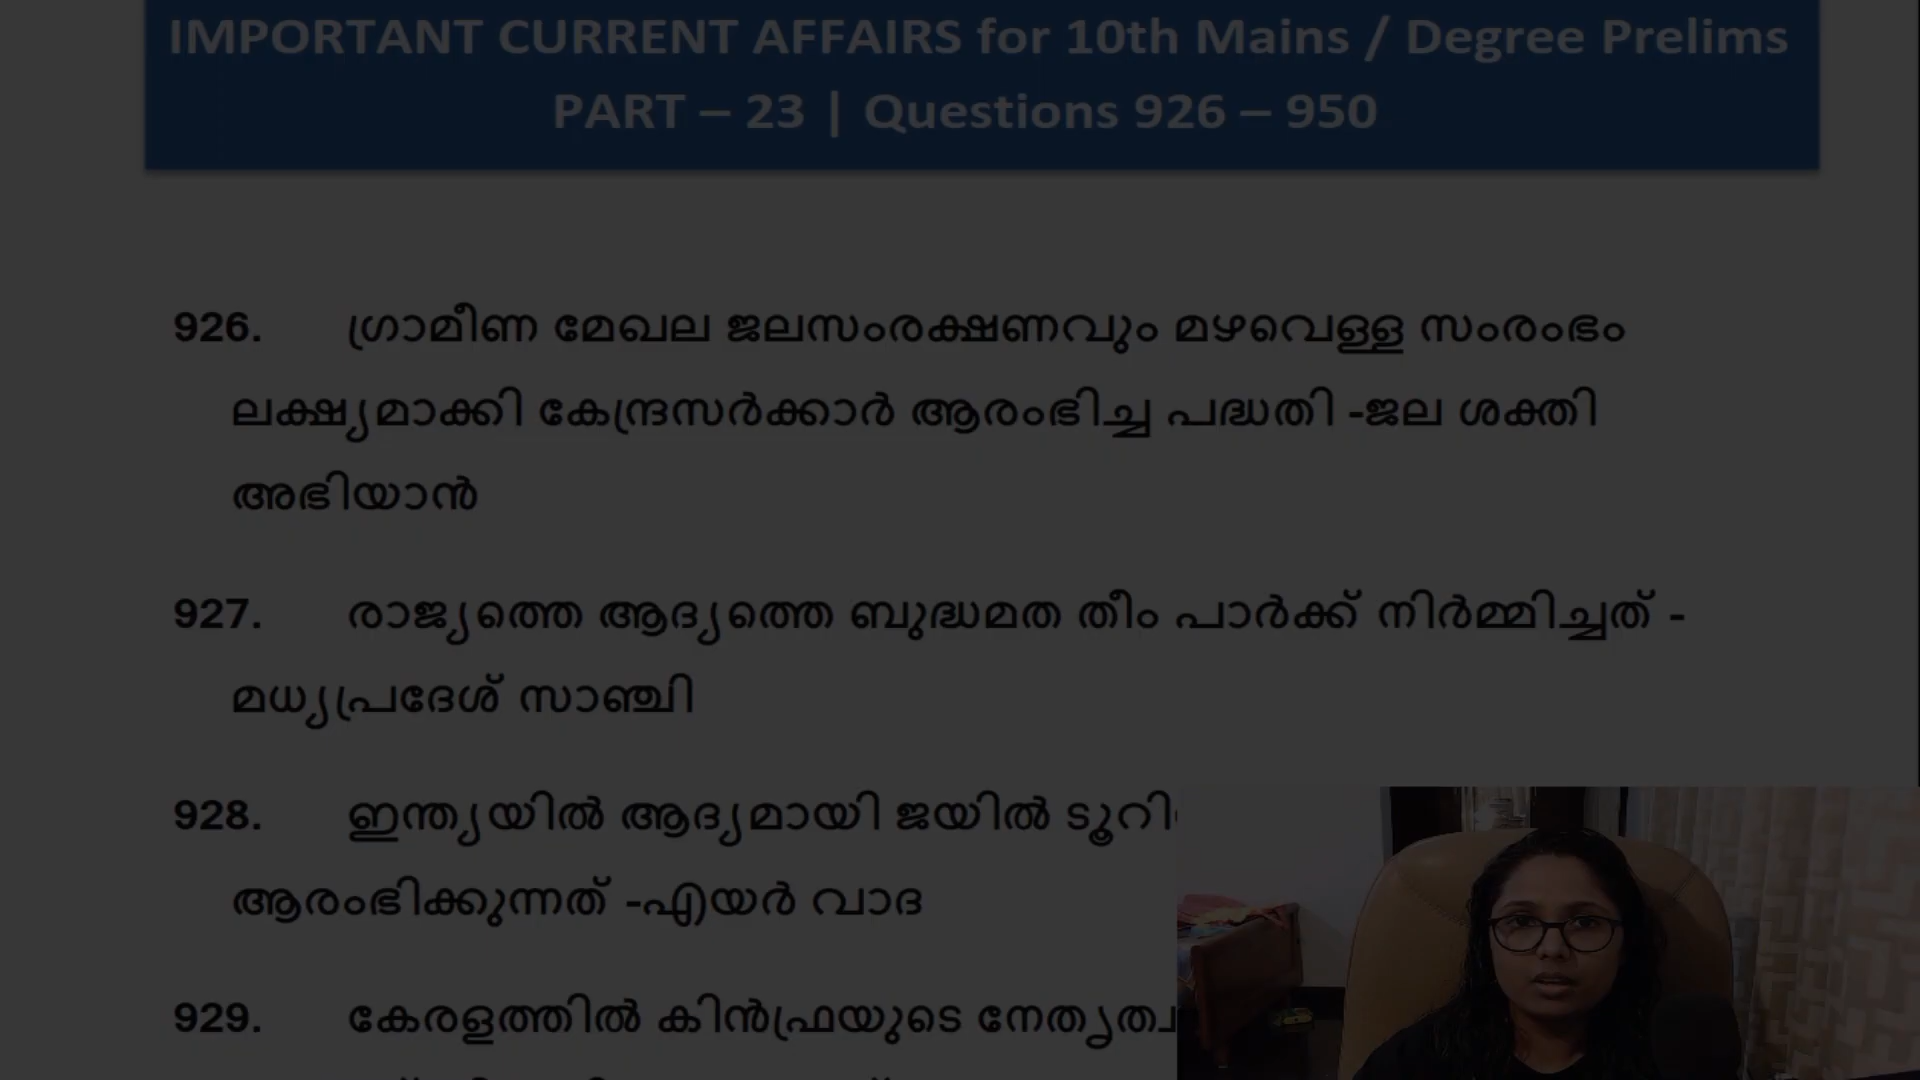 IMPORTANT CURRENT AFFAIRS for 10th Mains / Degree Prelims
PART – 23 | Questions 926 – 950
926. ഗ്രാമീണ മേഖല ജലസംരക്ഷണവും മഴവെള്ള സംരംഭം
ലക്ഷ്യമാക്കി കേന്ദ്രസർക്കാർ ആരംഭിച്ച പദ്ധതി -ജല ശക്തി
അഭിയാൻ
927. രാജ്യത്തെ ആദ്യത്തെ ബുദ്ധമത തീം പാർക്ക് നിർമ്മിച്ചത് -
മധ്യപ്രദേശ് സാഞ്ചി
928. ഇന്ത്യയിൽ ആദ്യമായി ജയിൽ
ആരംഭിക്കുന്നത് -എയർ വാദ
929. കേരളത്തിൽ കിൻഫ്രയുടെ